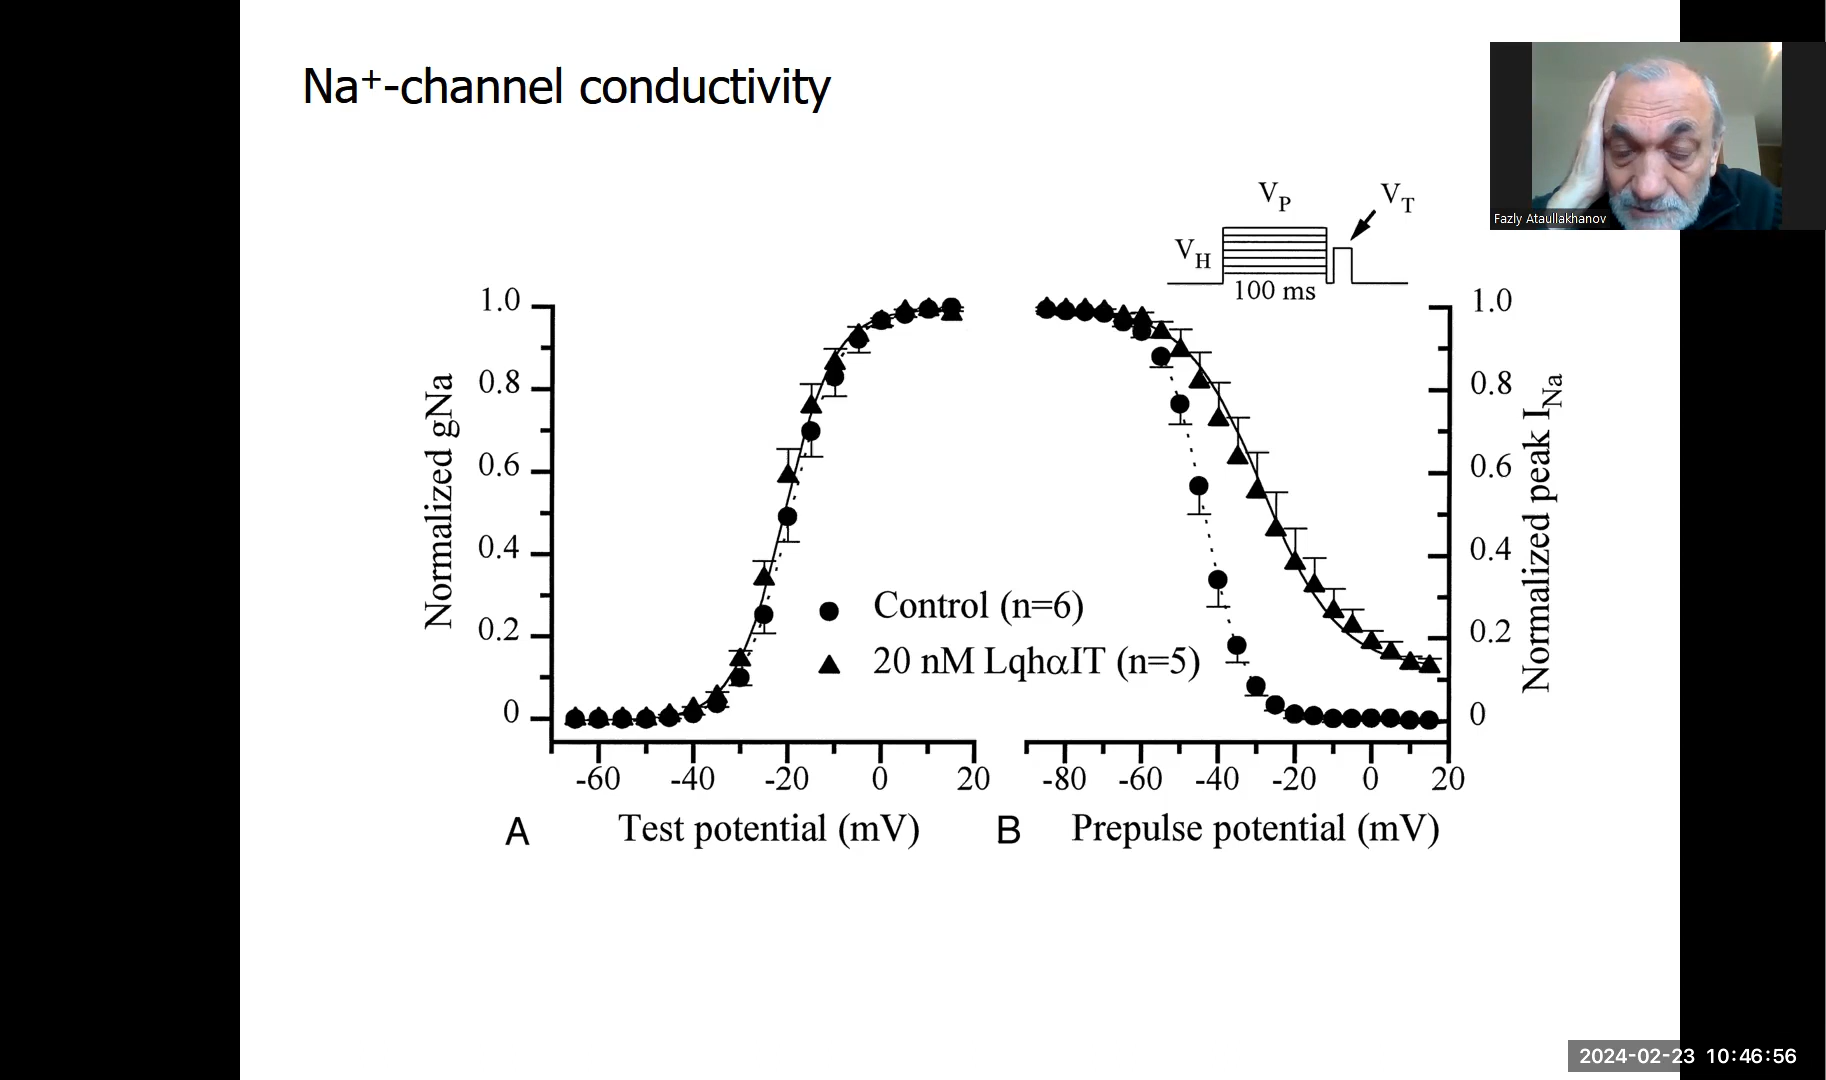 Na⁺-channel conductivity
Fazly Ataullakhanov
V_P
V_T
V_H
100 ms
1.0
0.8
0.6
0.4
0.2
0
Normalized gNa
-60 -40 -20 0 20
A Test potential (mV)
Control (n=6)
20 nM LqhαIT (n=5)
1.0
0.8
0.6
0.4
0.2
0
Normalized peak I_Na
-80 -60 -40 -20 0 20
B Prepulse potential (mV)
2024-02-23 10:46:56